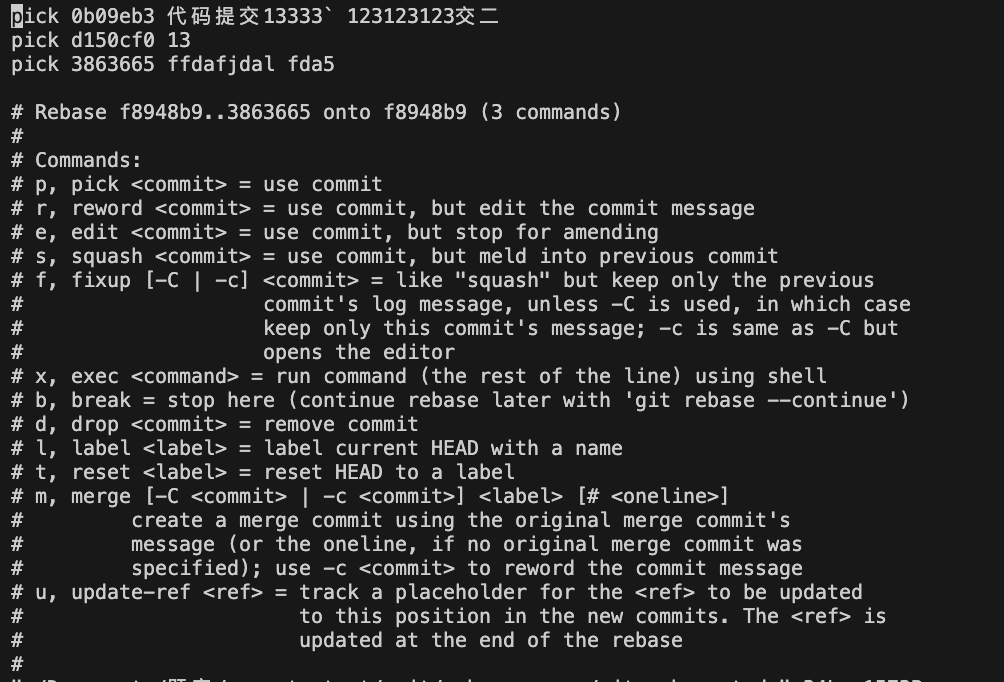 pick 0b09eb3 代码提交13333` 123123123交二
pick d150cf0 13
pick 3863665 ffdafjdal fda5
# Rebase f8948b9..3863665 onto f8948b9 (3 commands)
#
# Commands:
# p, pick <commit> = use commit
# r, reword <commit> = use commit, but edit the commit message
# e, edit <commit> = use commit, but stop for amending
# s, squash <commit> = use commit, but meld into previous commit
# f, fixup [-C | -c] <commit> = like "squash" but keep only the previous
#                    commit's log message, unless -C is used, in which case
#                    keep only this commit's message; -c is same as -C but
#                    opens the editor
# x, exec <command> = run command (the rest of the line) using shell
# b, break = stop here (continue rebase later with 'git rebase --continue')
# d, drop <commit> = remove commit
# l, label <label> = label current HEAD with a name
# t, reset <label> = reset HEAD to a label
# m, merge [-C <commit> | -c <commit>] <label> [# <oneline>]
#         create a merge commit using the original merge commit's
#         message (or the oneline, if no original merge commit was
#         specified); use -c <commit> to reword the commit message
# u, update-ref <ref> = track a placeholder for the <ref> to be updated
#                       to this position in the new commits. The <ref> is
#                       updated at the end of the rebase
#